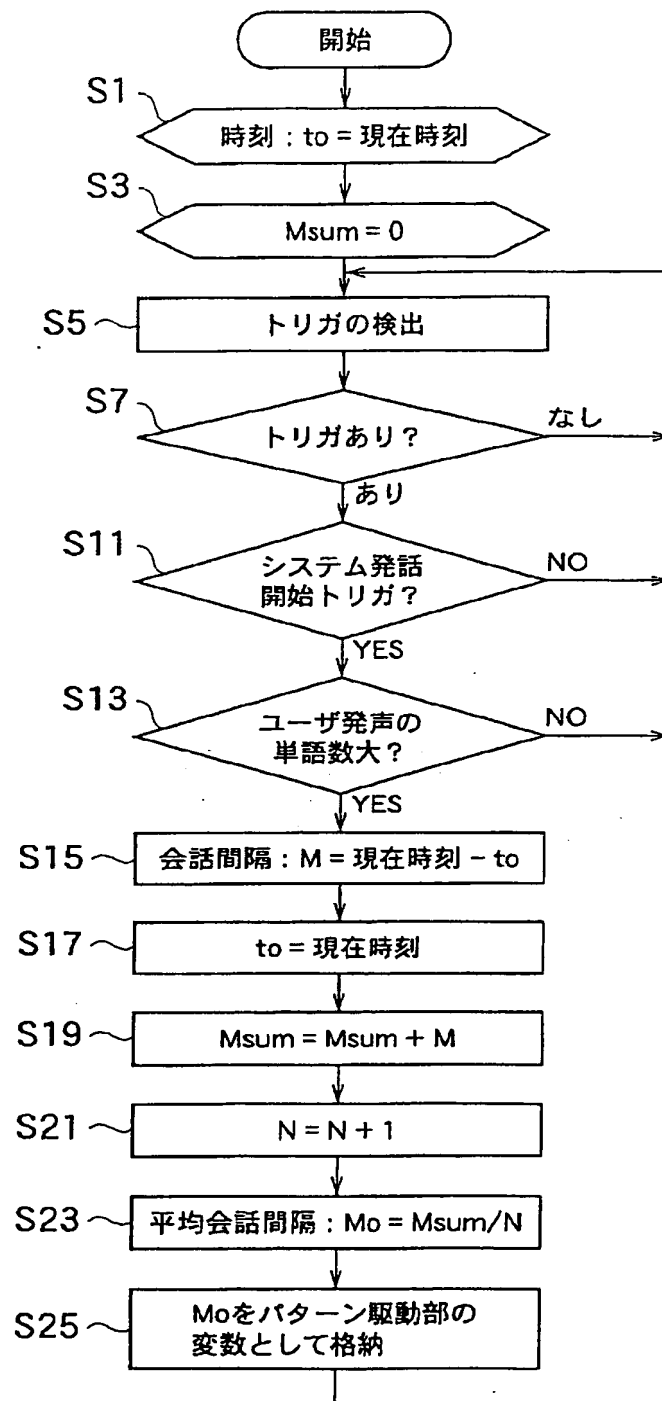 開始
S1
時刻：to = 現在時刻
S3
Msum = 0
S5
トリガの検出
S7
トリガあり？
なし
あり
S11
システム発話
開始トリガ？
NO
YES
S13
ユーザ発声の
単語数大？
NO
YES
S15
会話間隔：M = 現在時刻 - to
S17
to = 現在時刻
S19
Msum = Msum + M
S21
N = N + 1
S23
平均会話間隔：Mo = Msum/N
S25
Moをパターン駆動部の
変数として格納